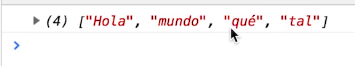 ▶ (4) ["Hola", "mundo", "qué", "tal"]
>